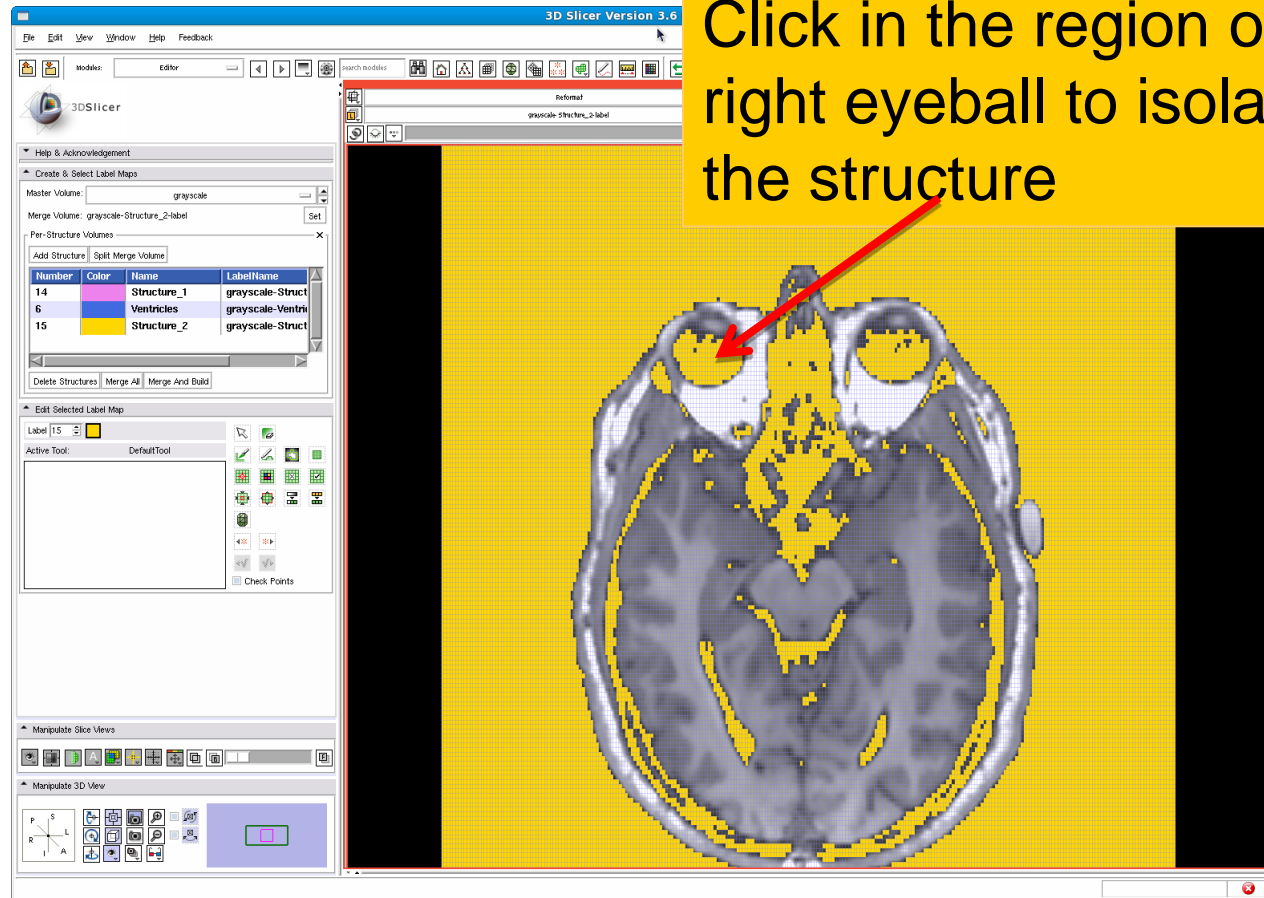 3D Slicer Version 3.6
Click in the region o
right eyeball to isola
the structure
File Edit View Window Help Feedback
Modules: Editor
search modules
3DSlicer
Reformat
grayscale-Structure_2-label
Help & Acknowledgement
Create & Select Label Maps
Master Volume: grayscale
Merge Volume: grayscale-Structure_2-label Set
Per-Structure Volumes
Add Structure Split Merge Volume
Number Color Name LabelName
14 Structure_1 grayscale-Struct
6 Ventricles grayscale-Ventri
15 Structure_2 grayscale-Struct
Delete Structures Merge All Merge And Build
Edit Selected Label Map
Label 15
Active Tool: DefaultTool
Check Points
Manipulate Slice Views
Manipulate 3D View
P S
R L
I A